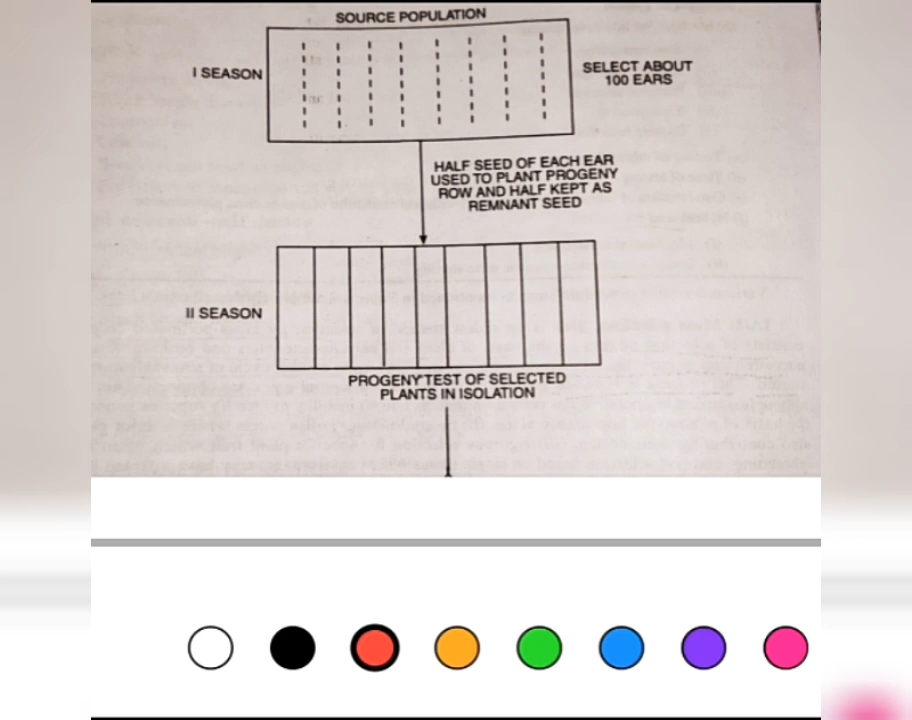 SOURCE POPULATION
I SEASON
SELECT ABOUT
100 EARS
HALF SEED OF EACH EAR
USED TO PLANT PROGENY
ROW AND HALF KEPT AS
REMNANT SEED
II SEASON
PROGENY TEST OF SELECTED
PLANTS IN ISOLATION